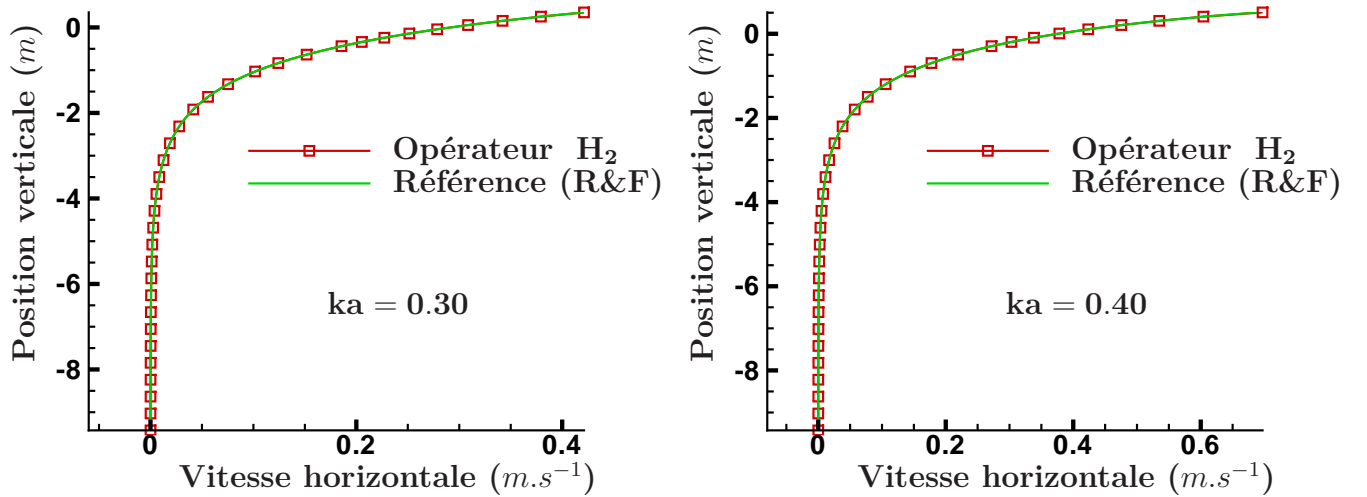 0
-2
-4
-6
-8
Position verticale (m)
Opérateur H₂
Référence (R&F)
ka = 0.30
0 0.2 0.4
Vitesse horizontale (m.s⁻¹)
0
-2
-4
-6
-8
Position verticale (m)
Opérateur H₂
Référence (R&F)
ka = 0.40
0 0.2 0.4 0.6
Vitesse horizontale (m.s⁻¹)